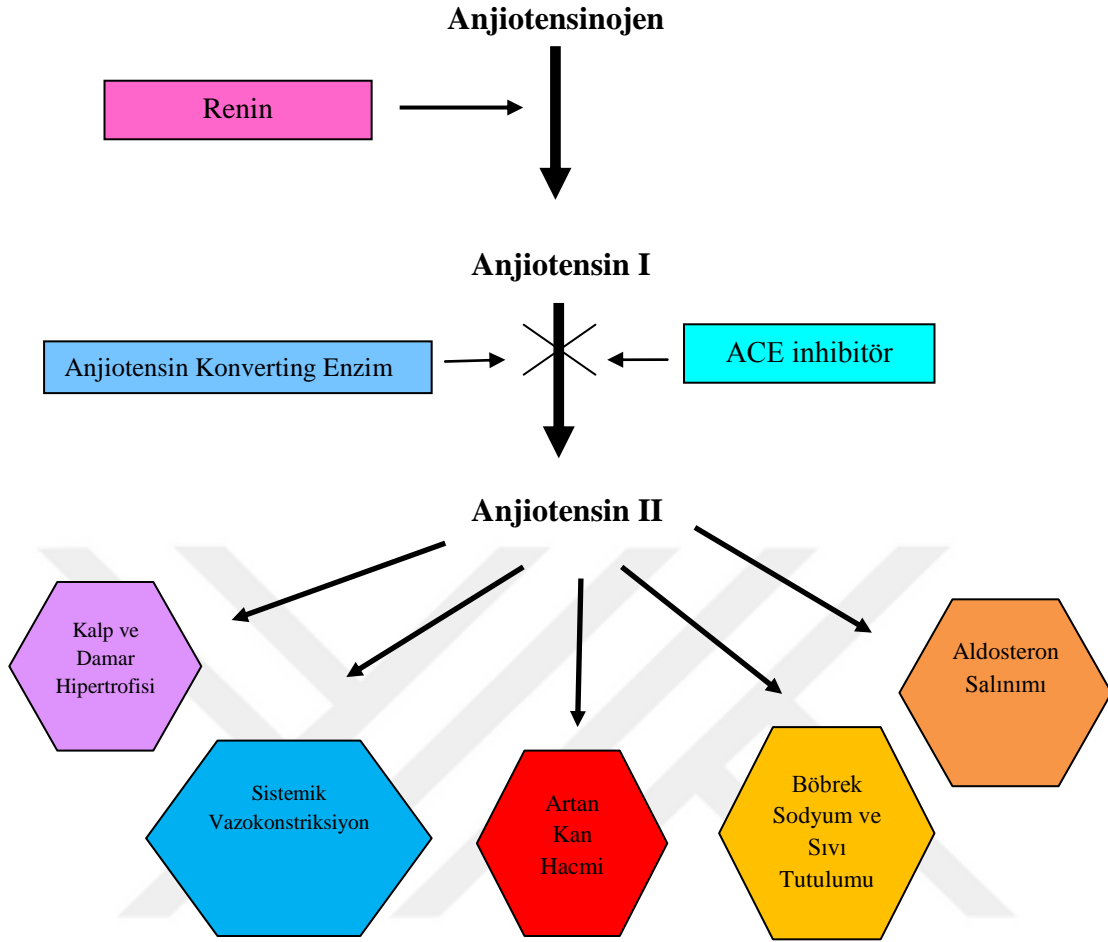 Anjiotensinojen
Renin
Anjiotensin I
Anjiotensin Konverting Enzim
ACE inhibitör
Anjiotensin II
Kalp ve
Damar
Hipertrofisi
Sistemik
Vazokonstriksiyon
Artan
Kan
Hacmi
Böbrek
Sodyum ve
Sıvı
Tutulumu
Aldosteron
Salınımı